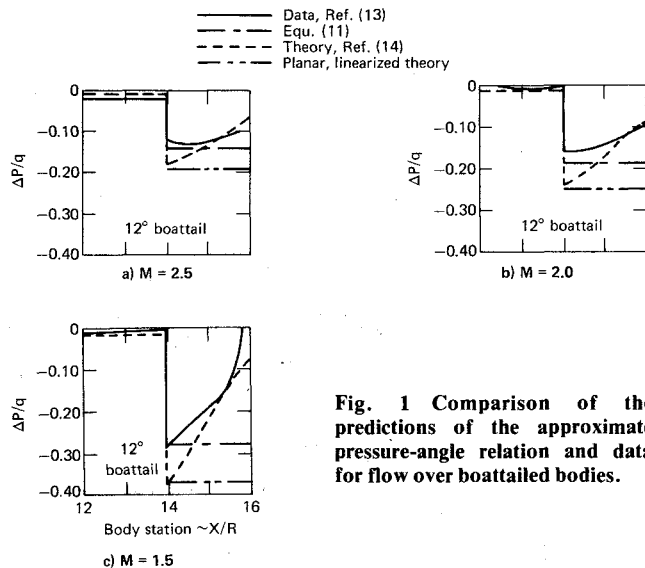 Data, Ref. (13)
Equ. (11)
Theory, Ref. (14)
Planar, linearized theory
0
−0.10
−0.20
−0.30
−0.40
ΔP/q
12° boattail
a) M = 2.5
0
−0.10
−0.20
−0.30
−0.40
ΔP/q
12° boattail
b) M = 2.0
0
−0.10
−0.20
−0.30
−0.40
ΔP/q
12°
boattail
12
14
16
Body station ~X/R
c) M = 1.5
Fig. 1 Comparison of the
predictions of the approximate
pressure-angle relation and data
for flow over boattailed bodies.